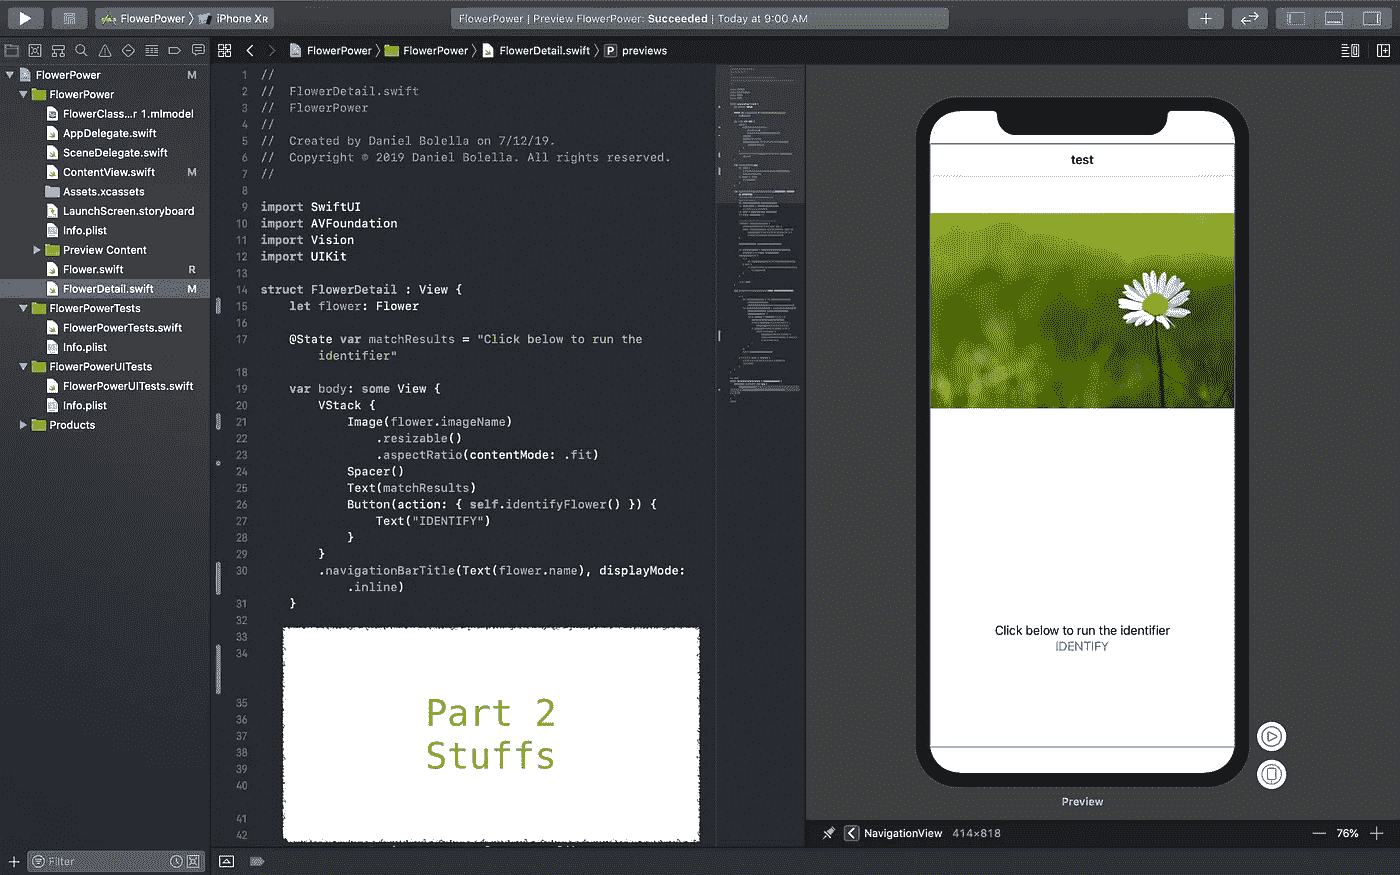 FlowerPower 〉 iPhone XR
FlowerPower | Preview FlowerPower: Succeeded | Today at 9:00 AM
FlowerPower 〉 FlowerPower 〉 FlowerDetail.swift 〉 P previews
FlowerPower M
FlowerPower
FlowerClass...r 1.mlmodel
AppDelegate.swift
SceneDelegate.swift
ContentView.swift M
Assets.xcassets
LaunchScreen.storyboard
Info.plist
Preview Content
Flower.swift R
FlowerDetail.swift M
FlowerPowerTests
FlowerPowerTests.swift
Info.plist
FlowerPowerUITests
FlowerPowerUITests.swift
Info.plist
Products
Filter
1 //
2 // FlowerDetail.swift
3 // FlowerPower
4 //
5 // Created by Daniel Bolella on 7/12/19.
6 // Copyright © 2019 Daniel Bolella. All rights reserved.
7 //
8
9 import SwiftUI
10 import AVFoundation
11 import Vision
12 import UIKit
13
14 struct FlowerDetail : View {
15 let flower: Flower
16
17 @State var matchResults = "Click below to run the
identifier"
18
19 var body: some View {
20 VStack {
21 Image(flower.imageName)
22 .resizable()
23 .aspectRatio(contentMode: .fit)
24 Spacer()
25 Text(matchResults)
26 Button(action: { self.identifyFlower() }) {
27 Text("IDENTIFY")
28 }
29 }
30 .navigationBarTitle(Text(flower.name), displayMode:
.inline)
31 }
32
33
34
35
36
37
38
39
40
41
42
Part 2
Stuffs
test
Click below to run the identifier
IDENTIFY
Preview
NavigationView 414×818
76%